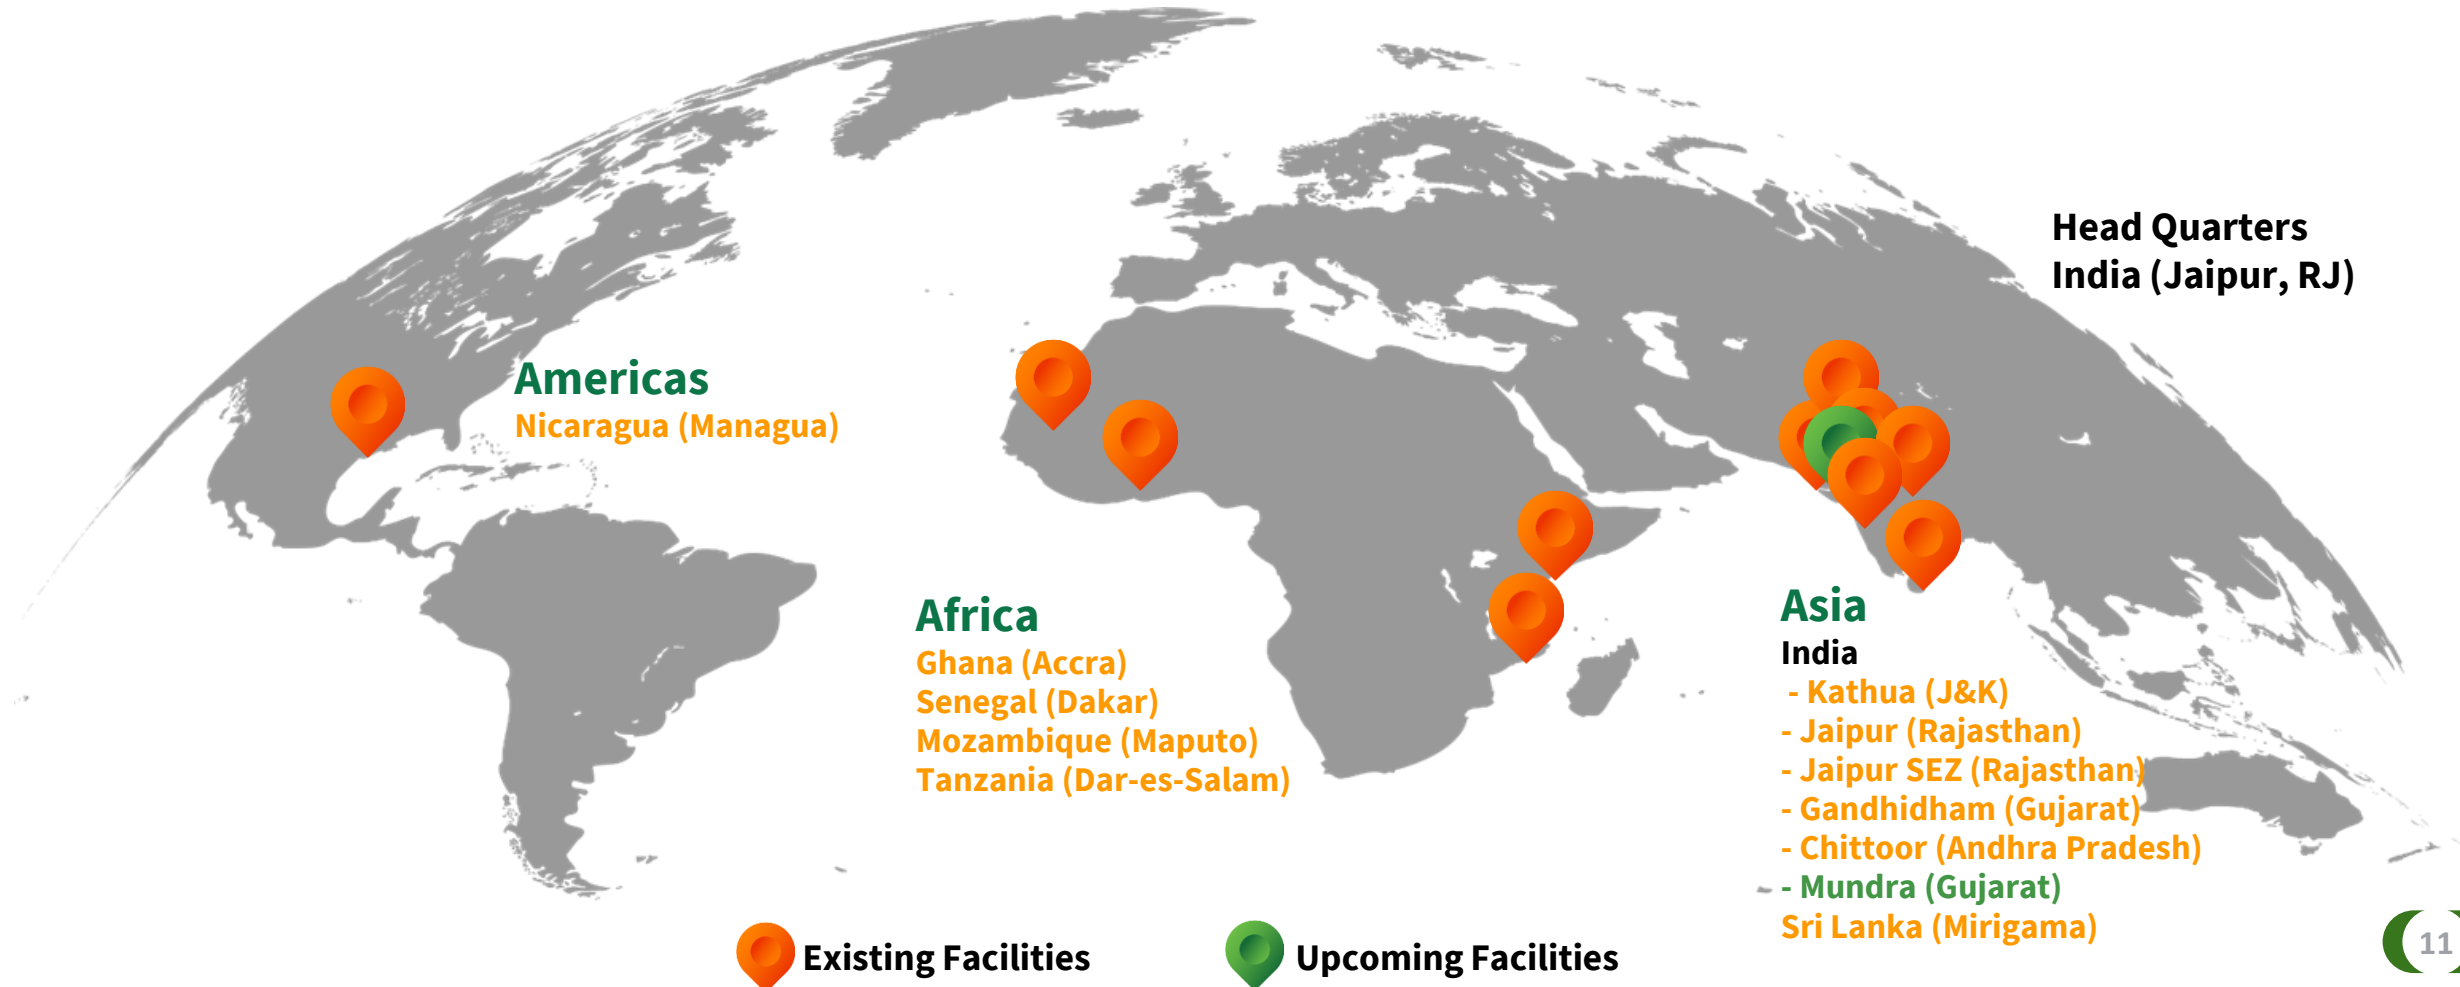 Head Quarters
India (Jaipur, RJ)
Americas
Nicaragua (Managua)
Africa
Ghana (Accra)
Senegal (Dakar)
Mozambique (Maputo)
Tanzania (Dar-es-Salam)
Asia
India
- Kathua (J&K)
- Jaipur (Rajasthan)
- Jaipur SEZ (Rajasthan)
- Gandhidham (Gujarat)
- Chittoor (Andhra Pradesh)
- Mundra (Gujarat)
Sri Lanka (Mirigama)
Existing Facilities
Upcoming Facilities
11